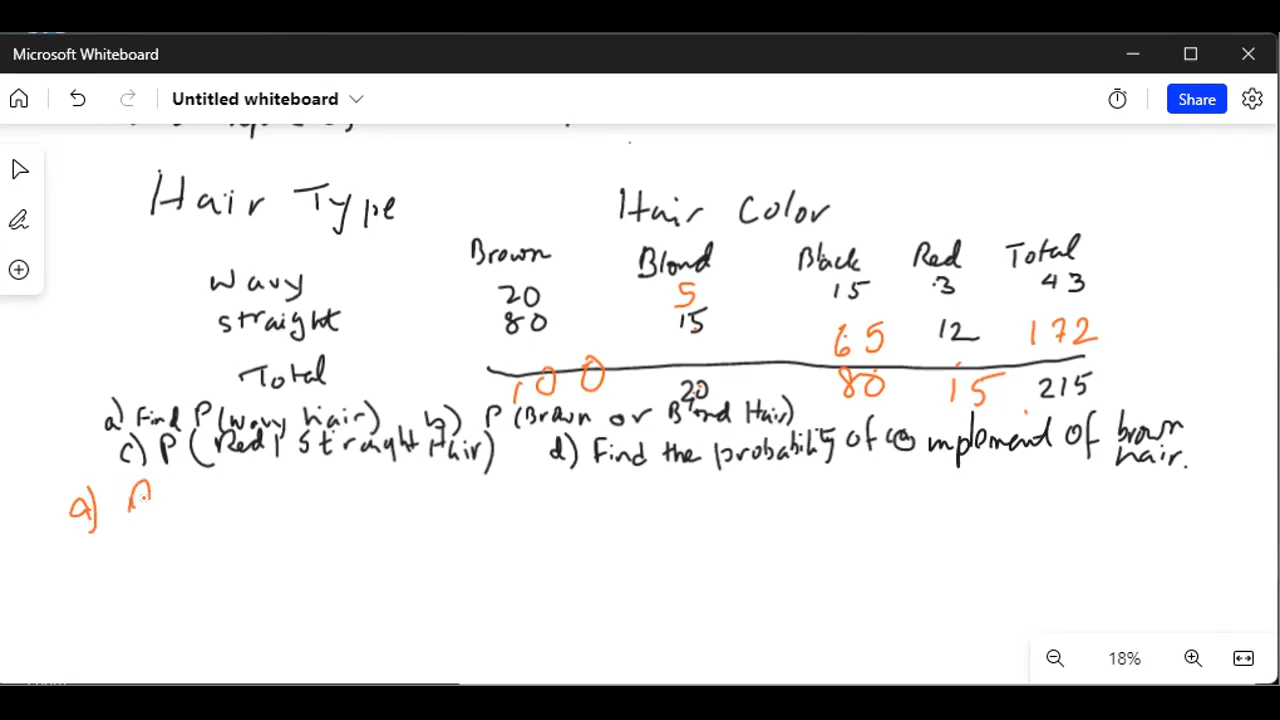 Microsoft Whiteboard
Untitled whiteboard
Share
Hair Type Hair Color
Brown Blond Black Red Total
Wavy 20 5 15 3 43
Straight 80 15 65 12 172
Total 100 20 80 15 215
a) Find P(wavy hair) b) P(Brown or Blond Hair)
c) P(Red | Straight Hair) d) Find the probability of complement of brown hair.
a)
18%